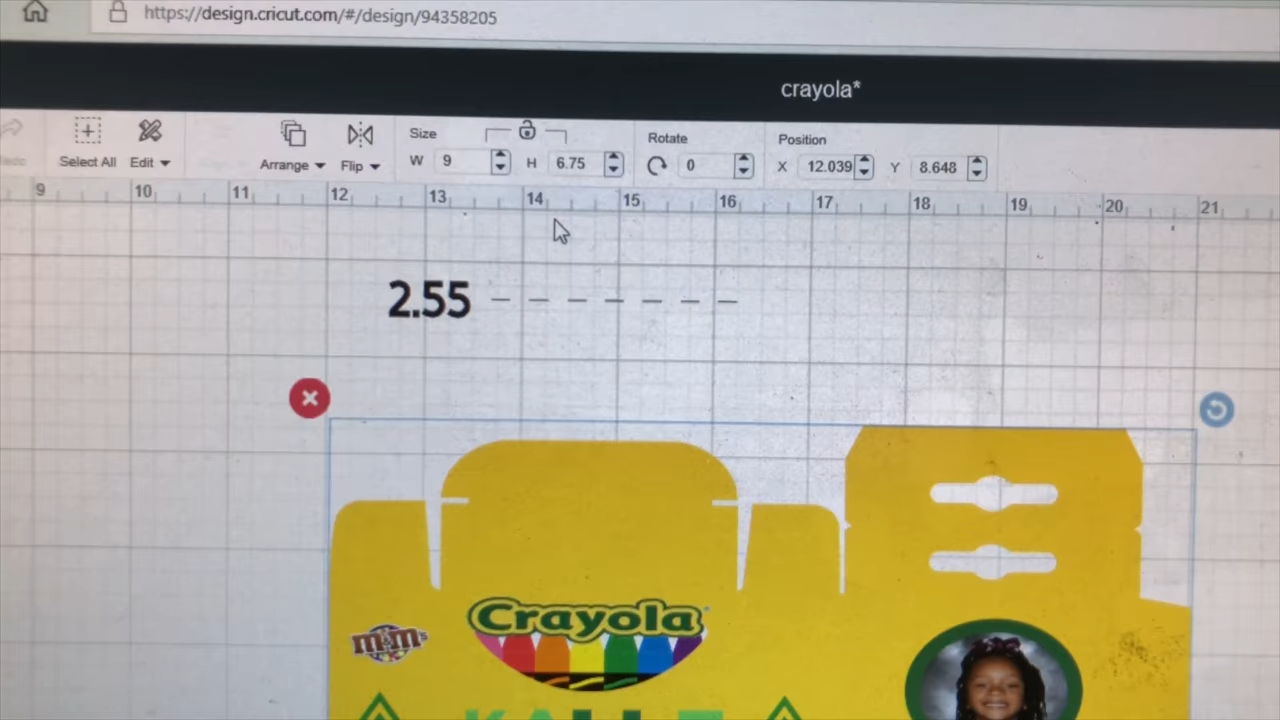 https://design.cricut.com/#/design/94358205
crayola*
Select All Edit Arrange Flip Size W 9 H 6.75 Rotate 0 Position X 12.039 Y 8.648
9 10 11 12 13 14 15 16 17 18 19 20 21
2.55 - - - - - - -
Crayola
m&m's